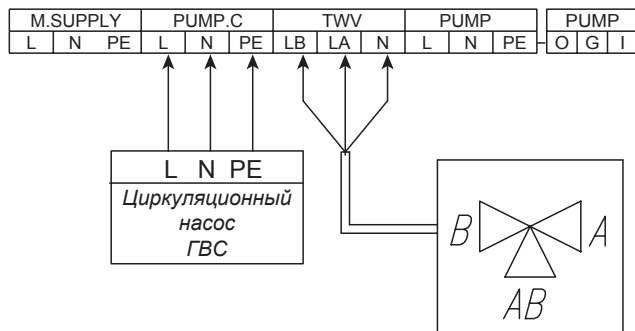 M.SUPPLY PUMP.C TWV PUMP PUMP
L N PE L N PE LB LA N L N PE O G I
L N PE
Циркуляционный
насос
ГВС
B A
AB